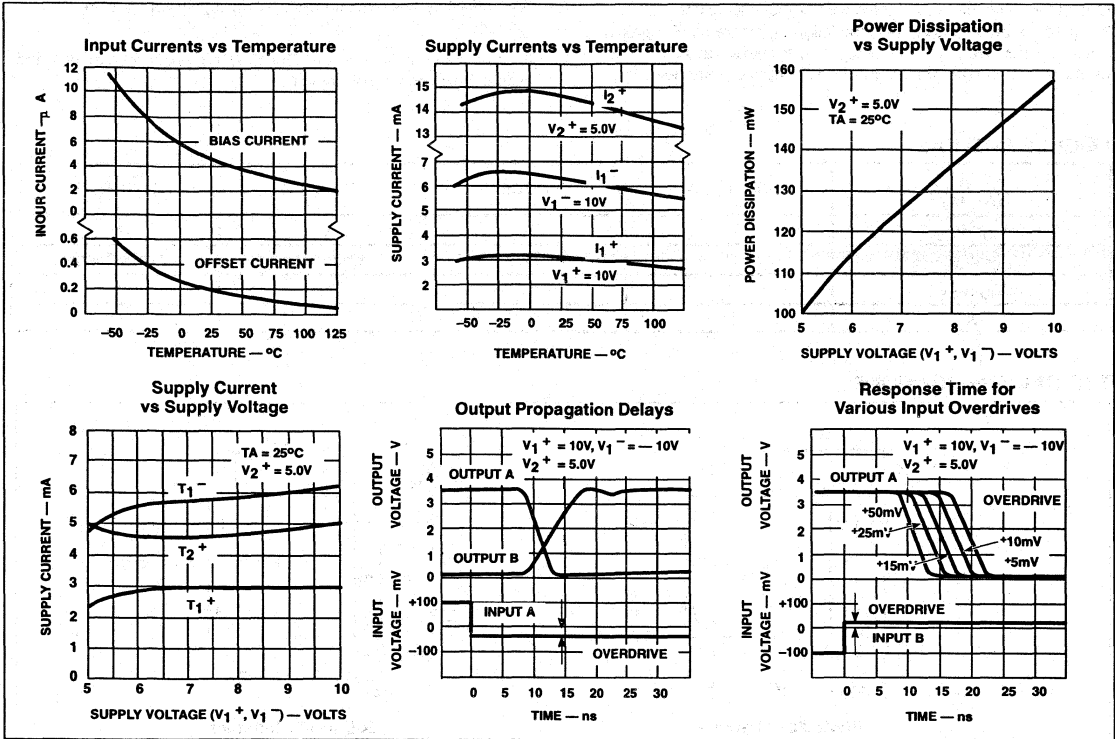 Input Currents vs Temperature
INOUR CURRENT —μ A
12
10
8
6
4
2
0
0.6
0.4
0.2
0
BIAS CURRENT
OFFSET CURRENT
–50 –25 0 25 50 75 100 125
TEMPERATURE — ºC
Supply Currents vs Temperature
SUPPLY CURRENT — mA
15
14
13
7
6
5
4
3
2
I2+
V2+ = 5.0V
I1–
V1– = 10V
I1+
V1+ = 10V
–50 –25 0 50 75 100 125
TEMPERATURE — ºC
Power Dissipation
vs Supply Voltage
POWER DISSIPATION — mW
160
150
140
130
120
110
100
V2+ = 5.0V
TA = 25ºC
5 6 7 8 9 10
SUPPLY VOLTAGE (V1+, V1–) — VOLTS
Supply Current
vs Supply Voltage
SUPPLY CURRENT — mA
8
7
6
5
4
3
2
1
0
TA = 25ºC
V2+ = 5.0V
T1–
T2+
T1+
5 6 7 8 9 10
SUPPLY VOLTAGE (V1+, V1–) — VOLTS
Output Propagation Delays
OUTPUT
VOLTAGE — V
5
4
3
2
1
0
V1+ = 10V, V1– = — 10V
V2+ = 5.0V
OUTPUT A
OUTPUT B
INPUT
VOLTAGE — mV
+100
0
–100
INPUT A
OVERDRIVE
0 5 10 15 20 25 30
TIME — ns
Response Time for
Various Input Overdrives
OUTPUT
VOLTAGE — V
5
4
3
2
1
0
V1+ = 10V, V1– = — 10V
V2+ = 5.0V
OUTPUT A
OVERDRIVE
+50mV
+25mV
+15mV
+10mV
+5mV
INPUT
VOLTAGE — mV
+100
0
–100
OVERDRIVE
INPUT B
0 5 10 15 20 30
TIME — ns